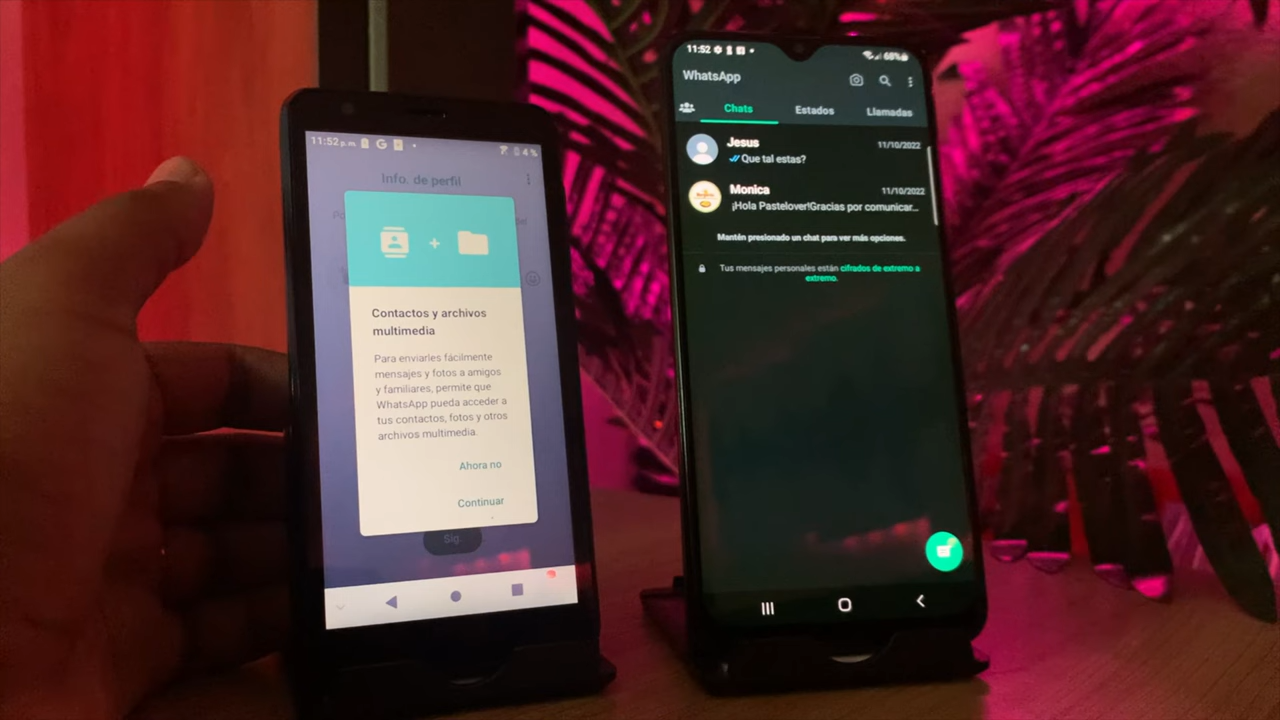 11:52 p.m.
4%
Info. de perfil
Contactos y archivos
multimedia
Para enviarles fácilmente
mensajes y fotos a amigos
y familiares, permite que
WhatsApp pueda acceder a
tus contactos, fotos y otros
archivos multimedia.
Ahora no
Continuar
Sig.
11:52
68%
WhatsApp
Chats Estados Llamadas
Jesus 11/10/2022
Que tal estas?
Monica 11/10/2022
¡Hola Pastelover!Gracias por comunicar...
Mantén presionado un chat para ver más opciones.
Tus mensajes personales están cifrados de extremo a
extremo.